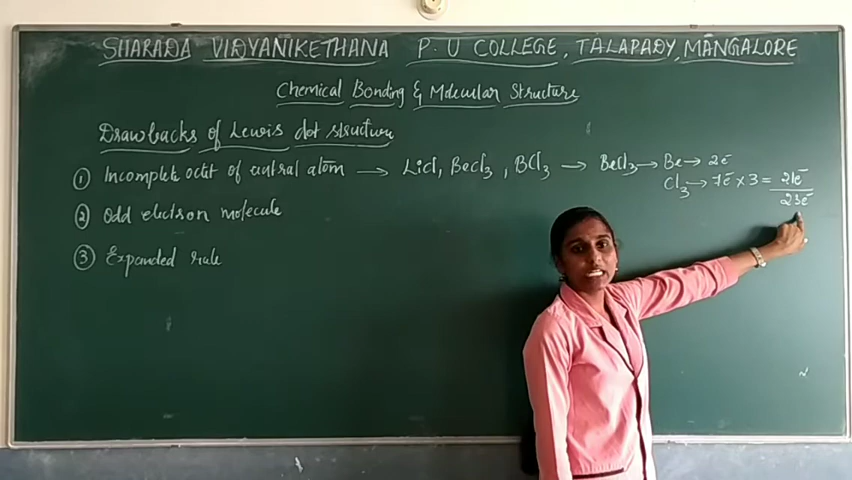 SHARADA VIDYANIKETHANA P.U COLLEGE, TALAPADY, MANGALORE
Chemical Bonding & Molecular Structure
Drawbacks of Lewis dot structure
① Incomplete octet of central atom → LiCl, BeCl3, BCl3 → BeCl3 → Be → 2e⁻
Cl3 → 7e⁻ × 3 = 21e⁻
23e⁻
② Odd electron molecule
③ Expanded rule